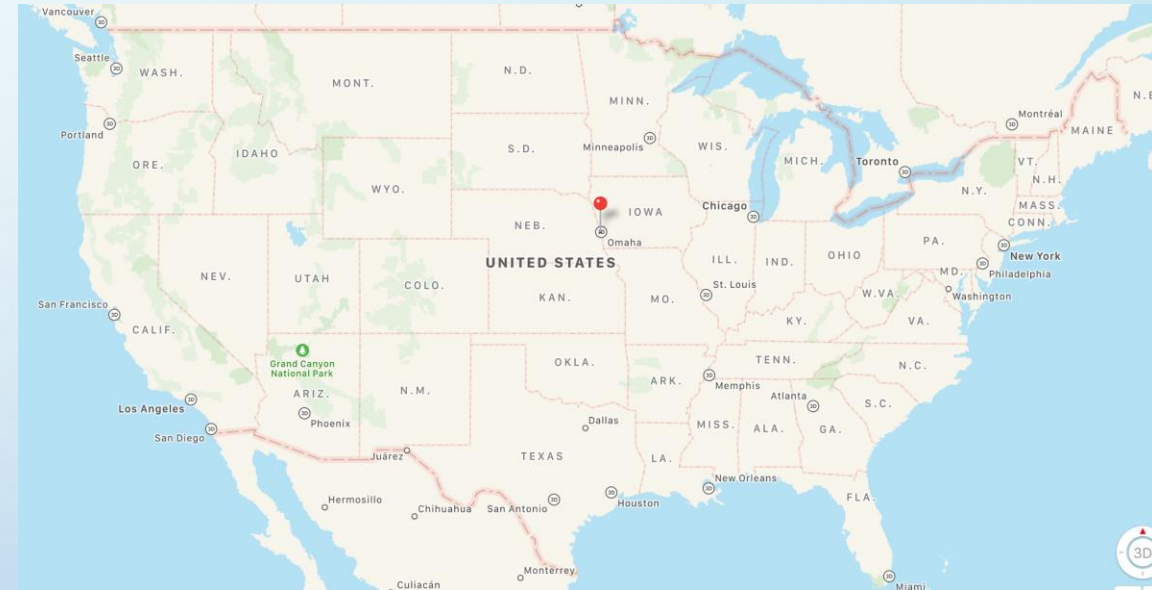 Vancouver
Seattle
WASH.
MONT.
N.D.
MINN.
Montréal
MAINE
Portland
ORE.
IDAHO
S.D.
Minneapolis
WIS.
MICH.
Toronto
VT.
N.H.
WYO.
N.Y.
MASS.
CONN.
NEB.
IOWA
Chicago
Omaha
PA.
New York
UNITED STATES
ILL.
IND.
OHIO
MD.
Philadelphia
NEV.
UTAH
COLO.
KAN.
MO.
St. Louis
W.VA.
Washington
San Francisco
CALIF.
KY.
VA.
Grand Canyon
National Park
OKLA.
TENN.
N.C.
ARIZ.
N.M.
ARK.
Memphis
Atlanta
S.C.
Los Angeles
Phoenix
Dallas
MISS.
ALA.
GA.
San Diego
Juárez
TEXAS
LA.
New Orleans
Hermosillo
Chihuahua
San Antonio
Houston
FLA.
3D
Monterrey
Culiacán
Miami